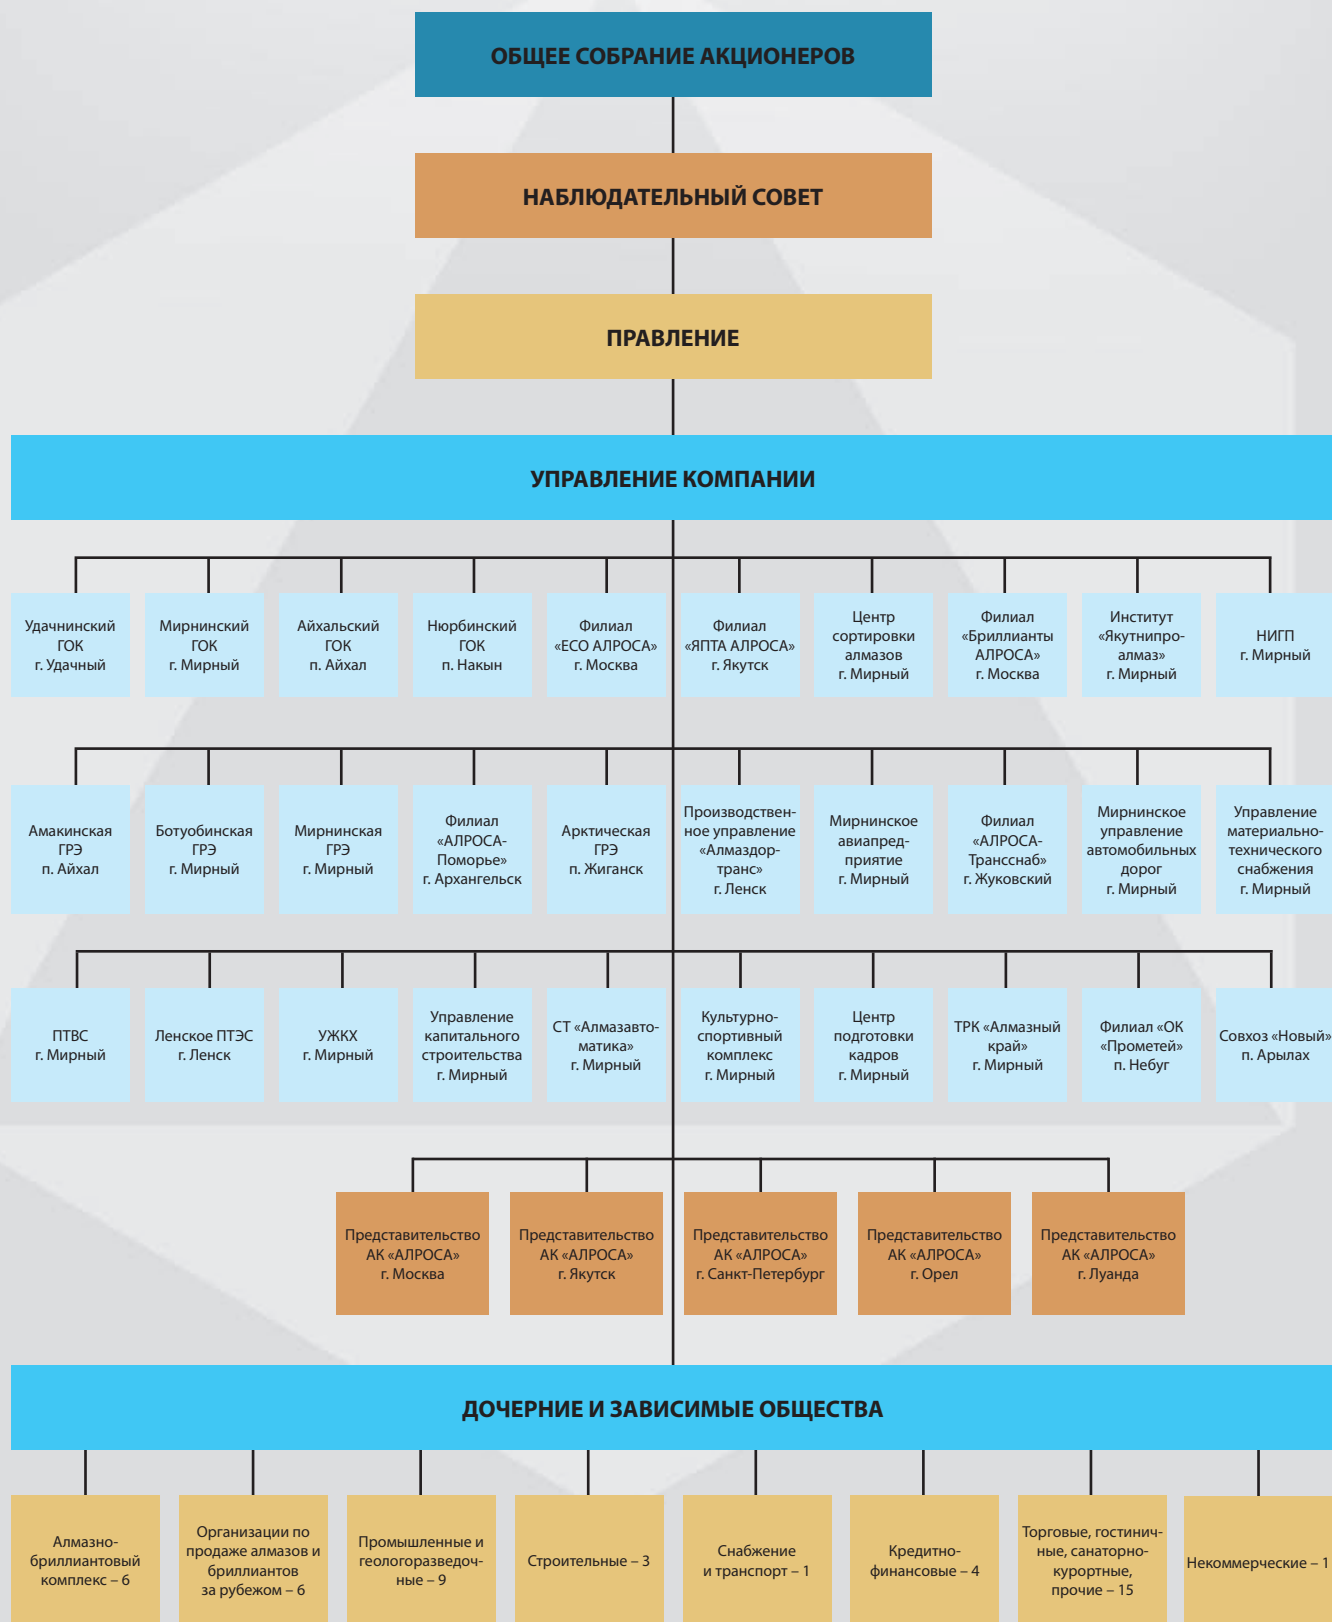 ОБЩЕЕ СОБРАНИЕ АКЦИОНЕРОВ
НАБЛЮДАТЕЛЬНЫЙ СОВЕТ
ПРАВЛЕНИЕ
УПРАВЛЕНИЕ КОМПАНИИ
Удачнинский
ГОК
г. Удачный
Мирнинский
ГОК
г. Мирный
Айхальский
ГОК
п. Айхал
Нюрбинский
ГОК
п. Накын
Филиал
«ЕСО АЛРОСА»
г. Москва
Филиал
«ЯПТА АЛРОСА»
г. Якутск
Центр
сортировки
алмазов
г. Мирный
Филиал
«Бриллианты
АЛРОСА»
г. Москва
Институт
«Якутнипро-
алмаз»
г. Мирный
НИГП
г. Мирный
Амакинская
ГРЭ
п. Айхал
Ботуобинская
ГРЭ
г. Мирный
Мирнинская
ГРЭ
г. Мирный
Филиал
«АЛРОСА-
Поморье»
г. Архангельск
Арктическая
ГРЭ
п. Жиганск
Производствен-
ное управление
«Алмаздор-
транс»
г. Ленск
Мирнинское
авиапред-
приятие
г. Мирный
Филиал
«АЛРОСА-
Трансснаб»
г. Жуковский
Мирнинское
управление
автомобильных
дорог
г. Мирный
Управление
материально-
технического
снабжения
г. Мирный
ПТВС
г. Мирный
Ленское ПТЭС
г. Ленск
УЖКХ
г. Мирный
Управление
капитального
строительства
г. Мирный
СТ «Алмазавто-
матика»
г. Мирный
Культурно-
спортивный
комплекс
г. Мирный
Центр
подготовки
кадров
г. Мирный
ТРК «Алмазный
край»
г. Мирный
Филиал «ОК
«Прометей»
п. Небуг
Совхоз «Новый»
п. Арылах
Представительство
АК «АЛРОСА»
г. Москва
Представительство
АК «АЛРОСА»
г. Якутск
Представительство
АК «АЛРОСА»
г. Санкт-Петербург
Представительство
АК «АЛРОСА»
г. Орел
Представительство
АК «АЛРОСА»
г. Луанда
ДОЧЕРНИЕ И ЗАВИСИМЫЕ ОБЩЕСТВА
Алмазно-
бриллиантовый
комплекс – 6
Организации по
продаже алмазов и
бриллиантов
за рубежом – 6
Промышленные и
геологоразведоч-
ные – 9
Строительные – 3
Снабжение
и транспорт – 1
Кредитно-
финансовые – 4
Торговые, гостинич-
ные, санаторно-
курортные,
прочие – 15
Некоммерческие – 1